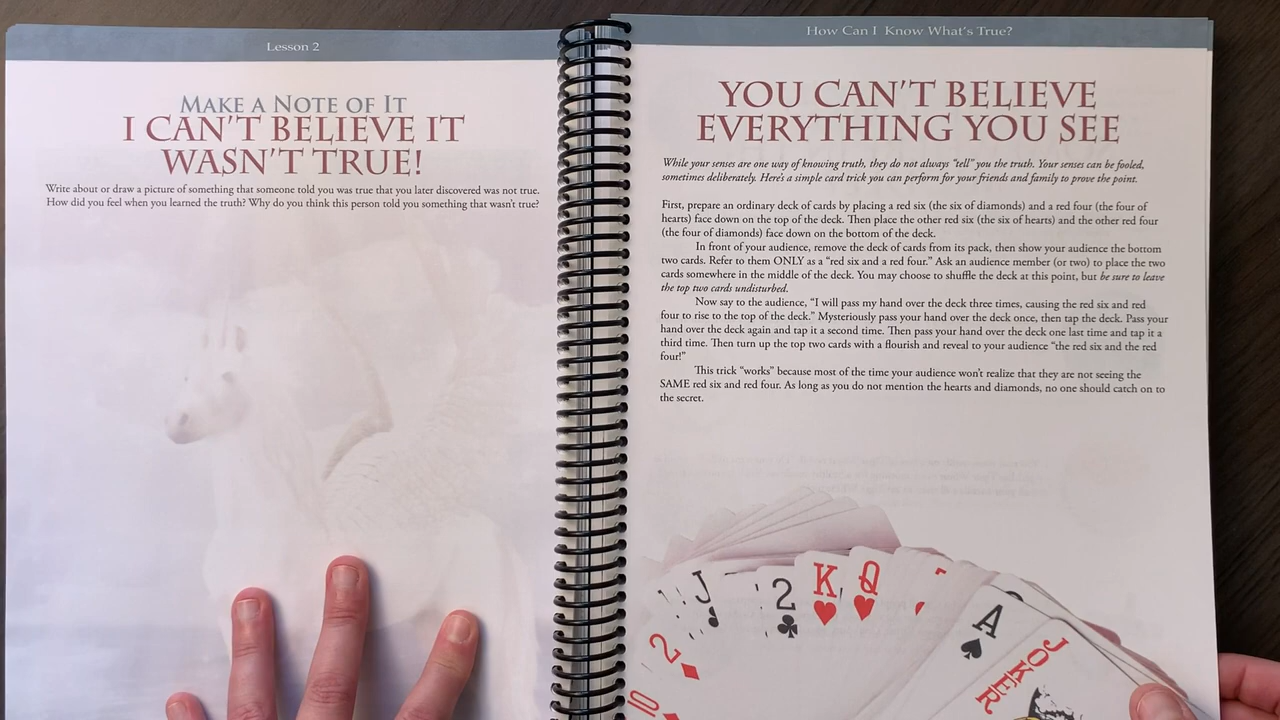 Lesson 2
MAKE A NOTE OF IT
I CAN'T BELIEVE IT
WASN'T TRUE!
Write about or draw a picture of something that someone told you was true that you later discovered was not true.
How did you feel when you learned the truth? Why do you think this person told you something that wasn't true?
How Can I Know What's True?
YOU CAN'T BELIEVE
EVERYTHING YOU SEE
While your senses are one way of knowing truth, they do not always "tell" you the truth. Your senses can be fooled,
sometimes deliberately. Here's a simple card trick you can perform for your friends and family to prove the point.
First, prepare an ordinary deck of cards by placing a red six (the six of diamonds) and a red four (the four of
hearts) face down on the top of the deck. Then place the other red six (the six of hearts) and the other red four
(the four of diamonds) face down on the bottom of the deck.
In front of your audience, remove the deck of cards from its pack, then show your audience the bottom
two cards. Refer to them ONLY as a "red six and a red four." Ask an audience member (or two) to place the two
cards somewhere in the middle of the deck. You may choose to shuffle the deck at this point, but be sure to leave
the top two cards undisturbed.
Now say to the audience, "I will pass my hand over the deck three times, causing the red six and red
four to rise to the top of the deck." Mysteriously pass your hand over the deck once, then tap the deck. Pass your
hand over the deck again and tap it a second time. Then pass your hand over the deck one last time and tap it a
third time. Then turn up the top two cards with a flourish and reveal to your audience "the red six and the red
four!"
This trick "works" because most of the time your audience won't realize that they are not seeing the
SAME red six and red four. As long as you do not mention the hearts and diamonds, no one should catch on to
the secret.
10
2
J
2
K
Q
A
JOKER